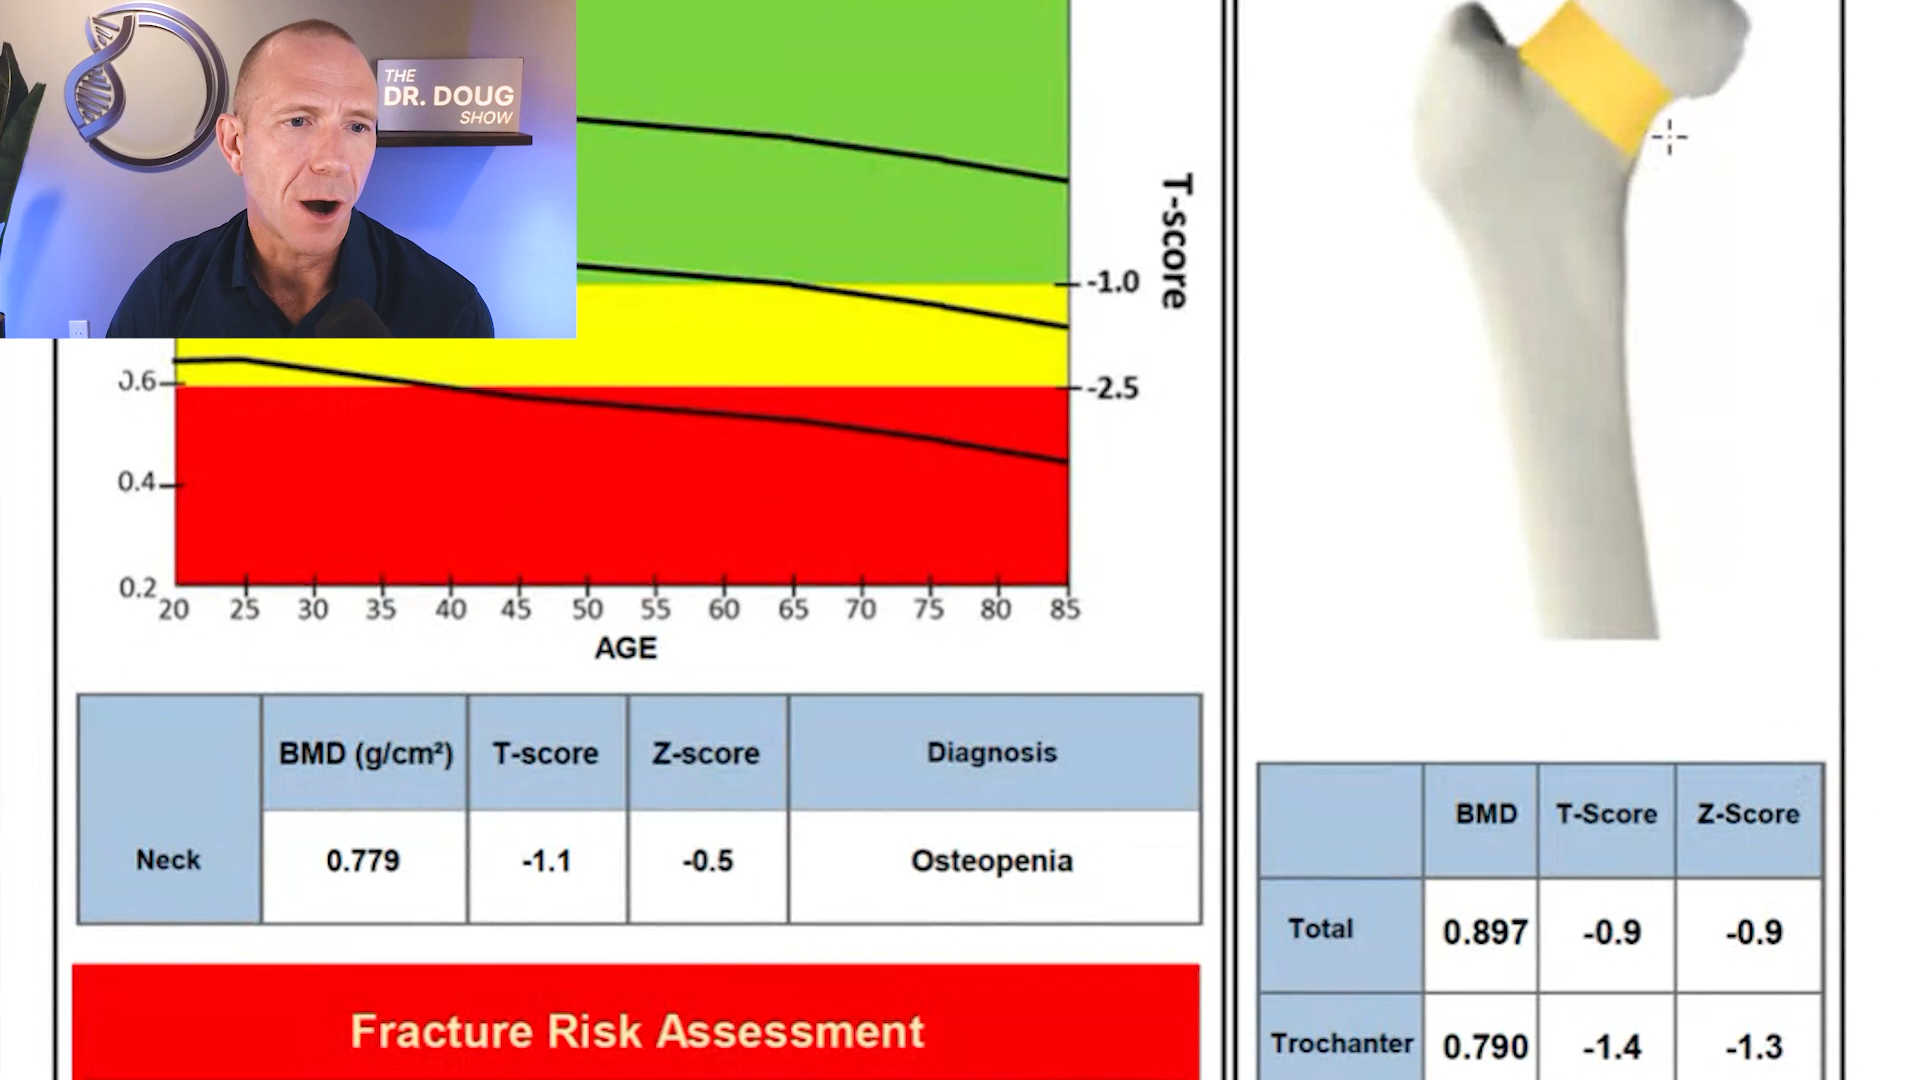 THE
DR. DOUG
SHOW
T-score
-1.0
-2.5
0.6
0.4
0.2
20 25 30 35 40 45 50 55 60 65 70 75 80 85
AGE
BMD (g/cm²) T-score Z-score Diagnosis
Neck 0.779 -1.1 -0.5 Osteopenia
Fracture Risk Assessment
BMD T-Score Z-Score
Total 0.897 -0.9 -0.9
Trochanter 0.790 -1.4 -1.3